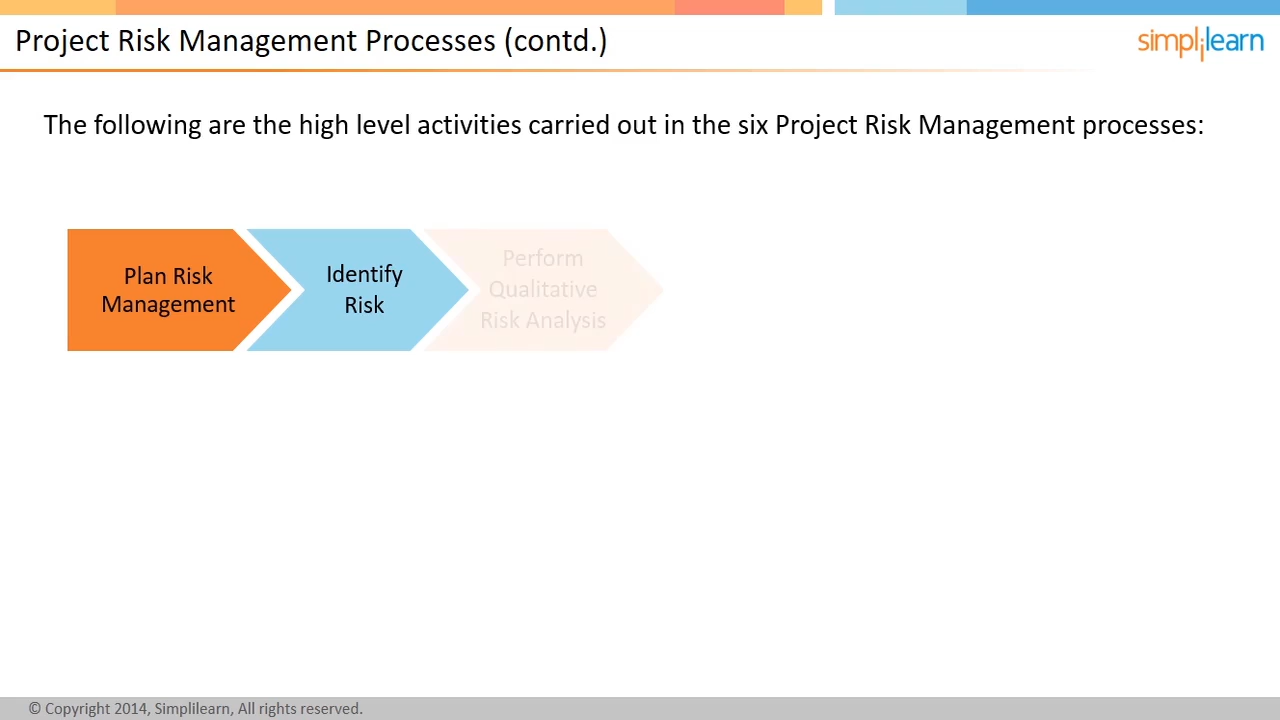 Project Risk Management Processes (contd.)
simplilearn
The following are the high level activities carried out in the six Project Risk Management processes:
Plan Risk
Management
Identify
Risk
Perform
Qualitative
Risk Analysis
© Copyright 2014, Simplilearn, All rights reserved.